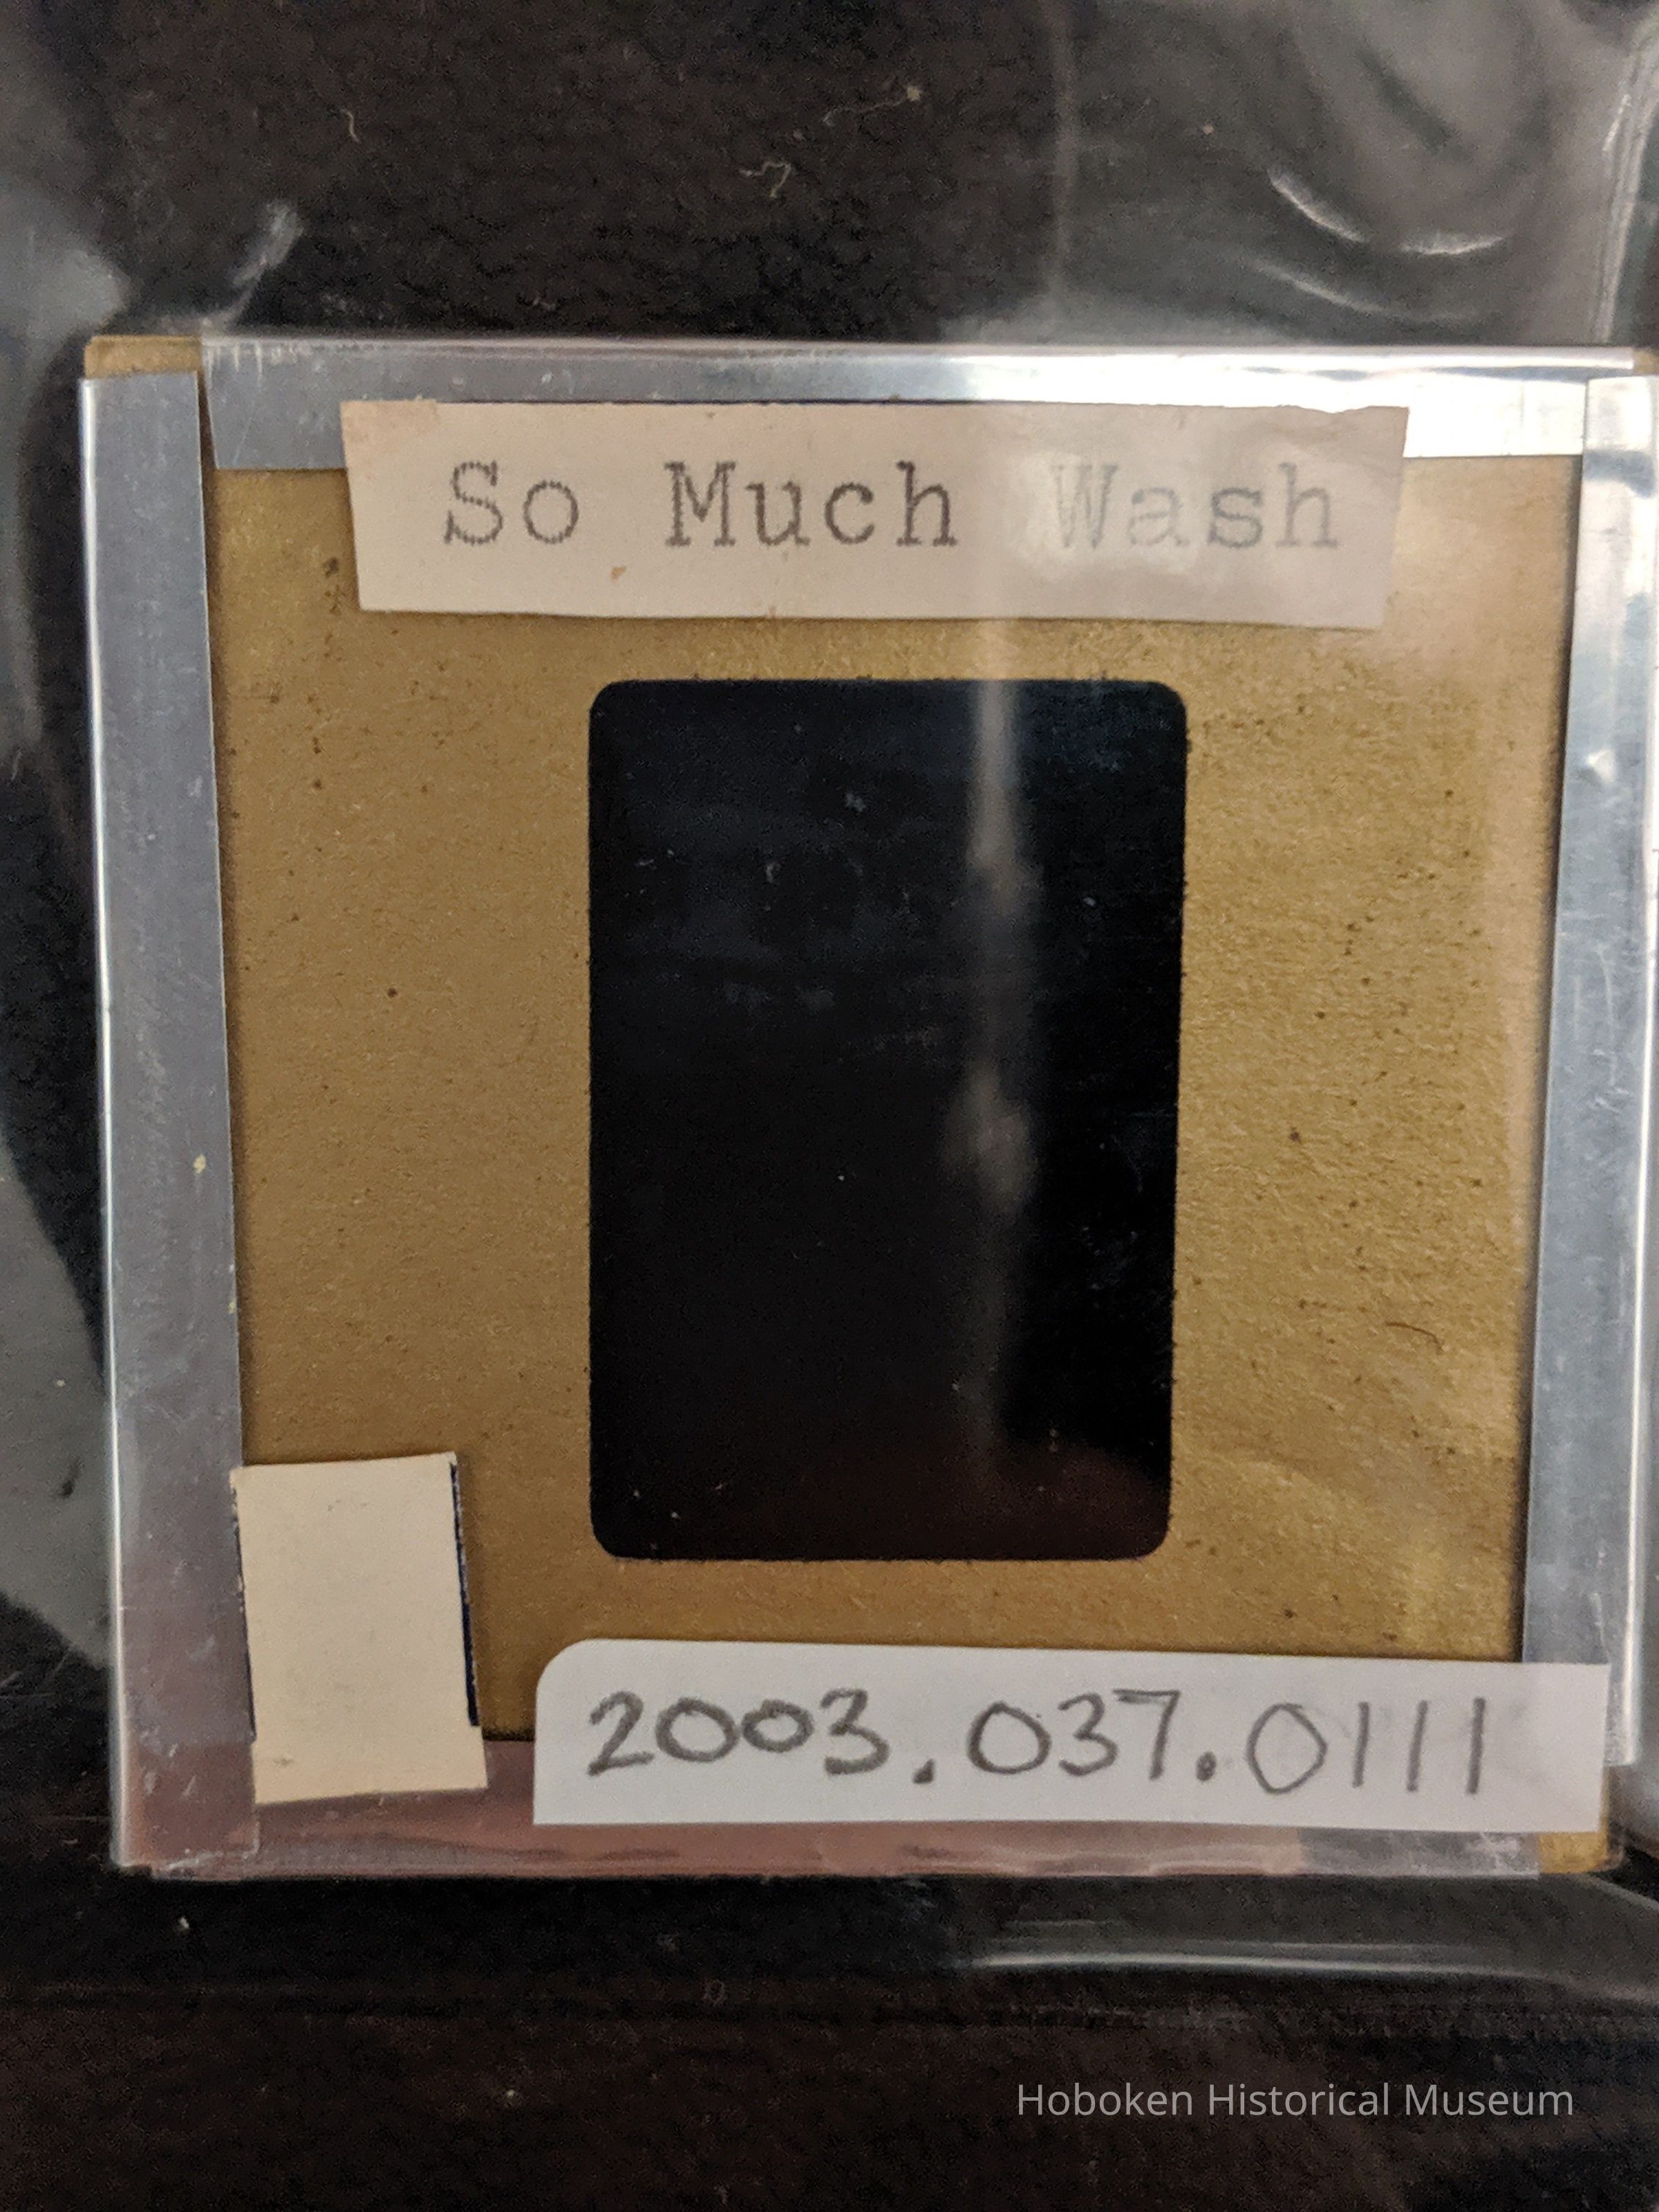 So Much Wash
2003.037.0111
Hoboken Historical Museum